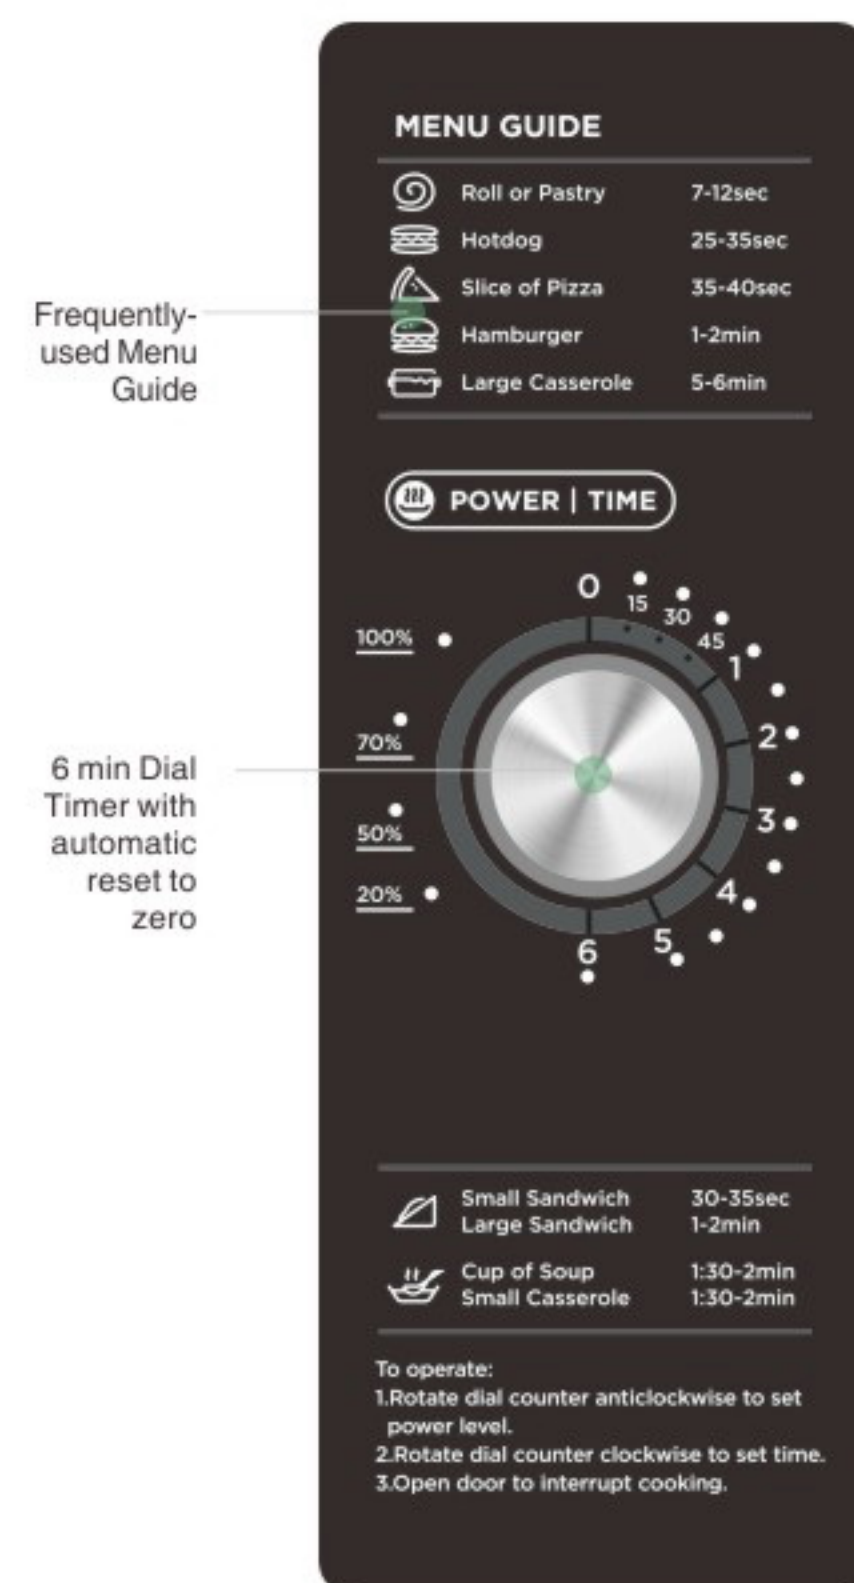 MENU GUIDE
Roll or Pastry 7-12sec
Hotdog 25-35sec
Slice of Pizza 35-40sec
Hamburger 1-2min
Large Casserole 5-6min
Frequently-
used Menu
Guide
POWER | TIME
0
15
30
45
1
2
3
4
5
6
100%
70%
50%
20%
6 min Dial
Timer with
automatic
reset to
zero
Small Sandwich 30-35sec
Large Sandwich 1-2min
Cup of Soup 1:30-2min
Small Casserole 1:30-2min
To operate:
1.Rotate dial counter anticlockwise to set
power level.
2.Rotate dial counter clockwise to set time.
3.Open door to interrupt cooking.